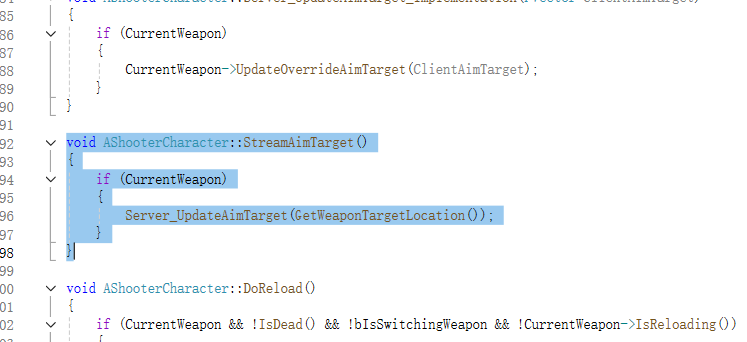 void AShooterCharacter::Server_UpdateAimTarget_Implementation(FVector ClientAimTarget)
85 {
86 if (CurrentWeapon)
87 {
88 CurrentWeapon->UpdateOverrideAimTarget(ClientAimTarget);
89 }
90 }
91
92 void AShooterCharacter::StreamAimTarget()
93 {
94 if (CurrentWeapon)
95 {
96 Server_UpdateAimTarget(GetWeaponTargetLocation());
97 }
98 }
99
00 void AShooterCharacter::DoReload()
01 {
02 if (CurrentWeapon && !IsDead() && !bIsSwitchingWeapon && !CurrentWeapon->IsReloading())
{